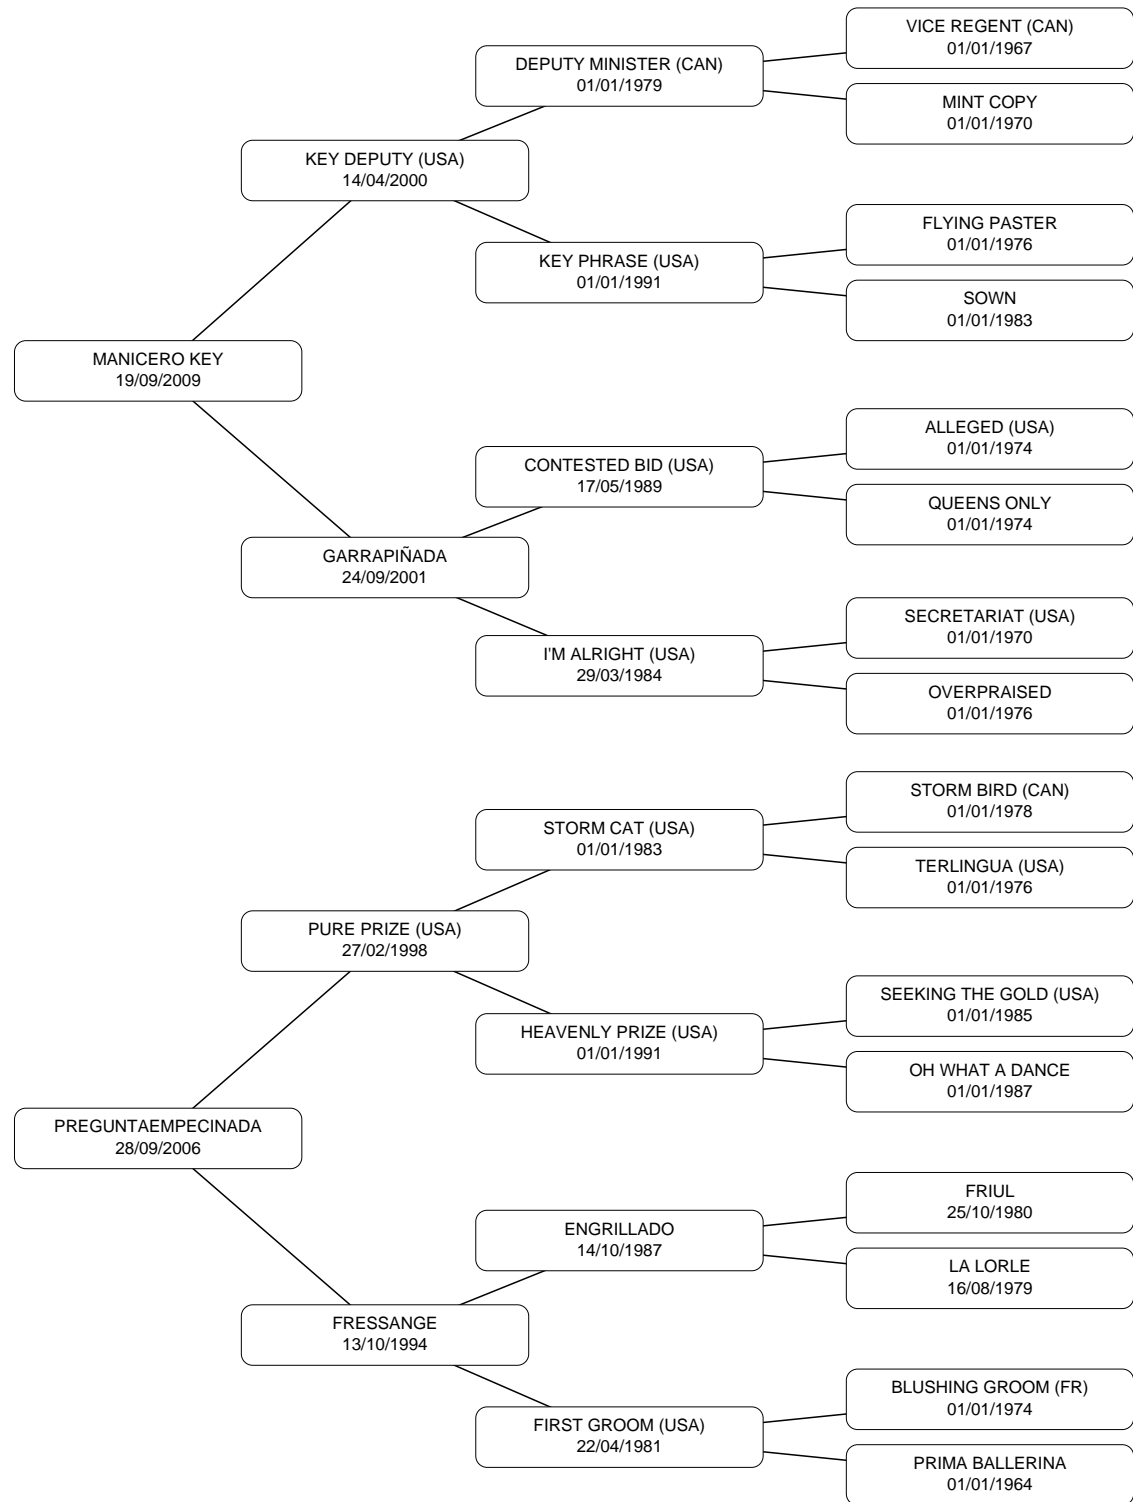 VICE REGENT (CAN)
01/01/1967
DEPUTY MINISTER (CAN)
01/01/1979
MINT COPY
01/01/1970
KEY DEPUTY (USA)
14/04/2000
FLYING PASTER
01/01/1976
KEY PHRASE (USA)
01/01/1991
SOWN
01/01/1983
MANICERO KEY
19/09/2009
ALLEGED (USA)
01/01/1974
CONTESTED BID (USA)
17/05/1989
QUEENS ONLY
01/01/1974
GARRAPIÑADA
24/09/2001
SECRETARIAT (USA)
01/01/1970
I'M ALRIGHT (USA)
29/03/1984
OVERPRAISED
01/01/1976
STORM BIRD (CAN)
01/01/1978
STORM CAT (USA)
01/01/1983
TERLINGUA (USA)
01/01/1976
PURE PRIZE (USA)
27/02/1998
SEEKING THE GOLD (USA)
01/01/1985
HEAVENLY PRIZE (USA)
01/01/1991
OH WHAT A DANCE
01/01/1987
PREGUNTAEMPECINADA
28/09/2006
FRIUL
25/10/1980
ENGRILLADO
14/10/1987
LA LORLE
16/08/1979
FRESSANGE
13/10/1994
BLUSHING GROOM (FR)
01/01/1974
FIRST GROOM (USA)
22/04/1981
PRIMA BALLERINA
01/01/1964